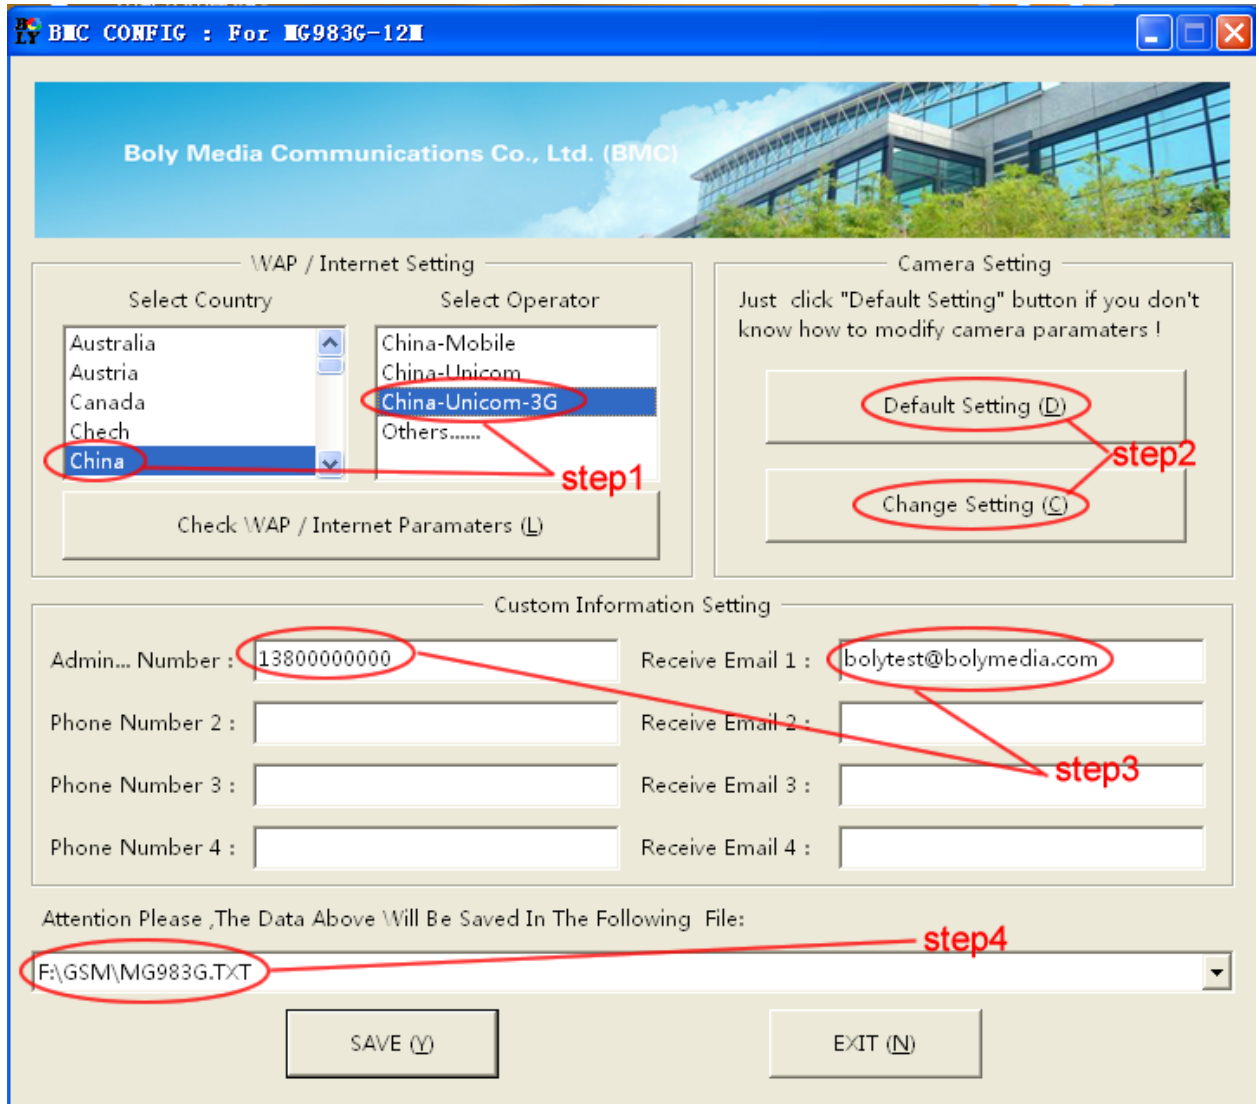 BMC CONFIG : For MG983G-12M
Boly Media Communications Co., Ltd. (BMC)
WAP / Internet Setting
Select Country
Select Operator
Australia
Austria
Canada
Chech
China
China-Mobile
China-Unicom
China-Unicom-3G
Others......
step1
Check WAP / Internet Paramaters (L)
Camera Setting
Just click "Default Setting" button if you don't
know how to modify camera paramaters !
Default Setting (D)
step2
Change Setting (C)
Custom Information Setting
Admin... Number : 13800000000
Receive Email 1 : bolytest@bolymedia.com
Phone Number 2 :
Receive Email 2 :
step3
Phone Number 3 :
Receive Email 3 :
Phone Number 4 :
Receive Email 4 :
Attention Please ,The Data Above Will Be Saved In The Following File:
step4
F:\GSM\MG983G.TXT
SAVE (Y)
EXIT (N)